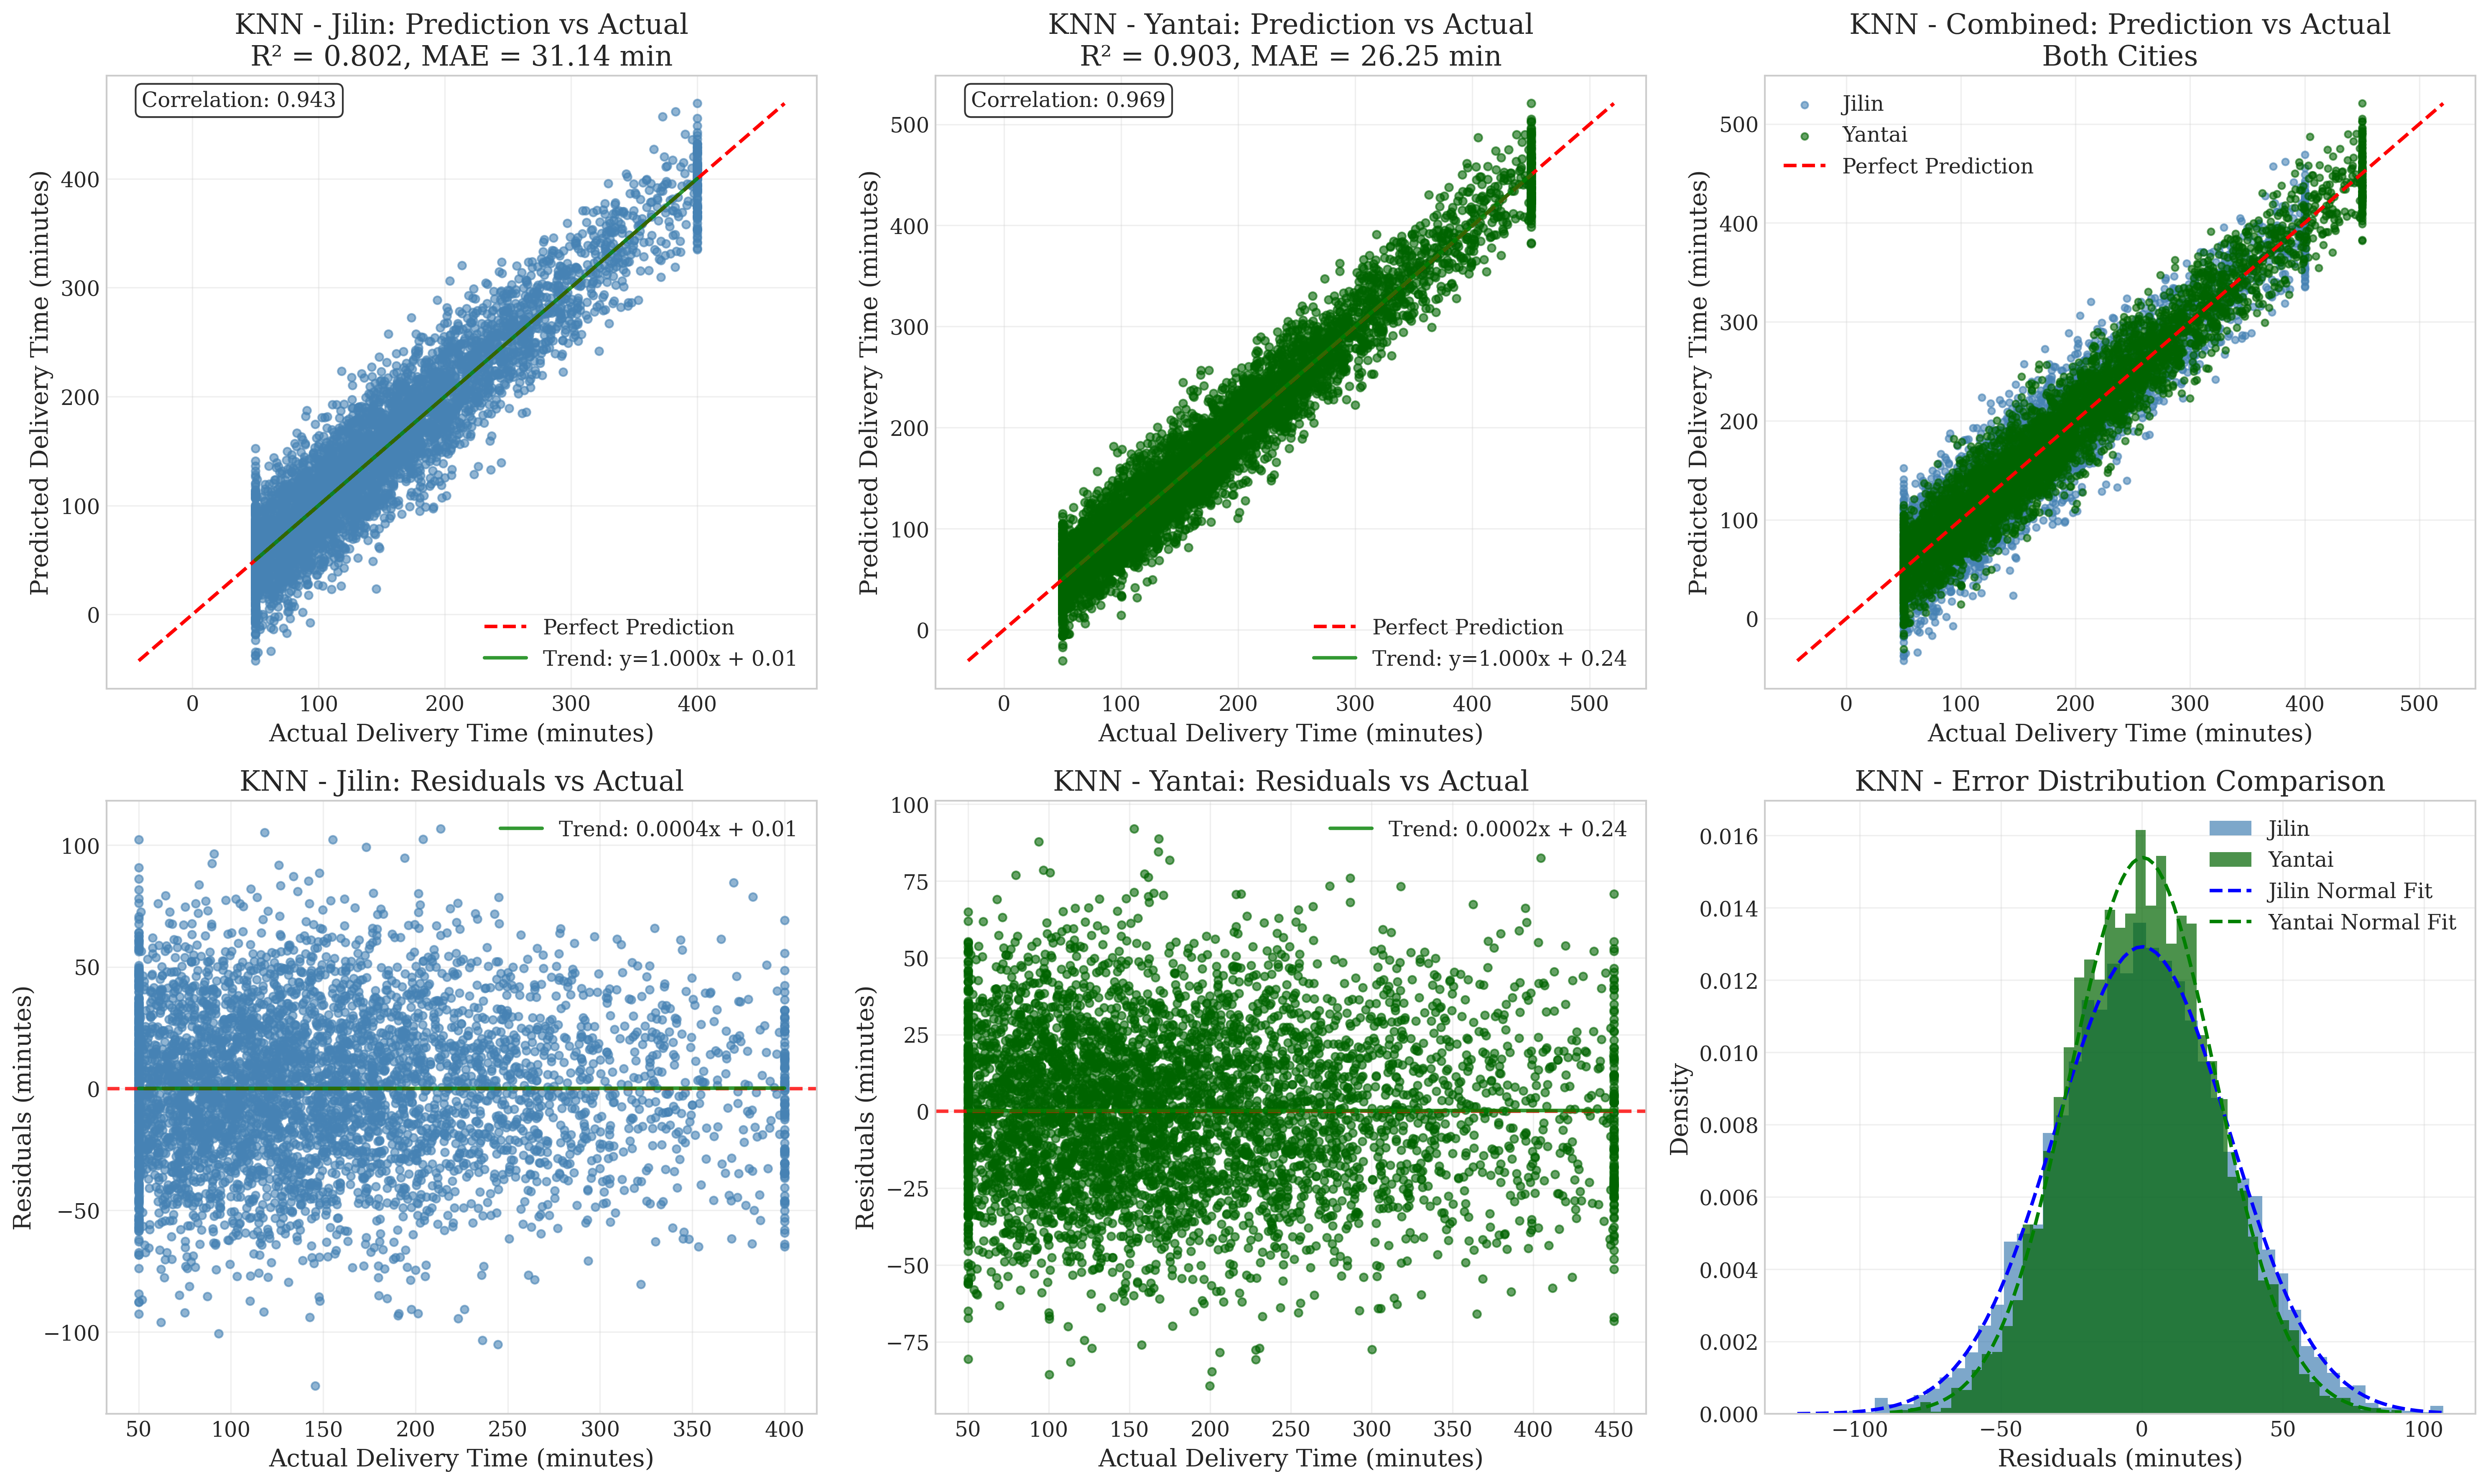 KNN - Jilin: Prediction vs Actual
R² = 0.802, MAE = 31.14 min
Correlation: 0.943
Predicted Delivery Time (minutes)
400
300
200
100
0
Perfect Prediction
Trend: y=1.000x + 0.01
0 100 200 300 400
Actual Delivery Time (minutes)
KNN - Yantai: Prediction vs Actual
R² = 0.903, MAE = 26.25 min
Correlation: 0.969
Predicted Delivery Time (minutes)
500
400
300
200
100
0
Perfect Prediction
Trend: y=1.000x + 0.24
0 100 200 300 400 500
Actual Delivery Time (minutes)
KNN - Combined: Prediction vs Actual
Both Cities
Jilin
Yantai
Perfect Prediction
Predicted Delivery Time (minutes)
500
400
300
200
100
0
0 100 200 300 400 500
Actual Delivery Time (minutes)
KNN - Jilin: Residuals vs Actual
Trend: 0.0004x + 0.01
Residuals (minutes)
100
50
0
−50
−100
50 100 150 200 250 300 350 400
Actual Delivery Time (minutes)
KNN - Yantai: Residuals vs Actual
Trend: 0.0002x + 0.24
Residuals (minutes)
100
75
50
25
0
−25
−50
−75
50 100 150 200 250 300 350 400 450
Actual Delivery Time (minutes)
KNN - Error Distribution Comparison
Jilin
Yantai
Jilin Normal Fit
Yantai Normal Fit
Density
0.016
0.014
0.012
0.010
0.008
0.006
0.004
0.002
0.000
−100 −50 0 50 100
Residuals (minutes)